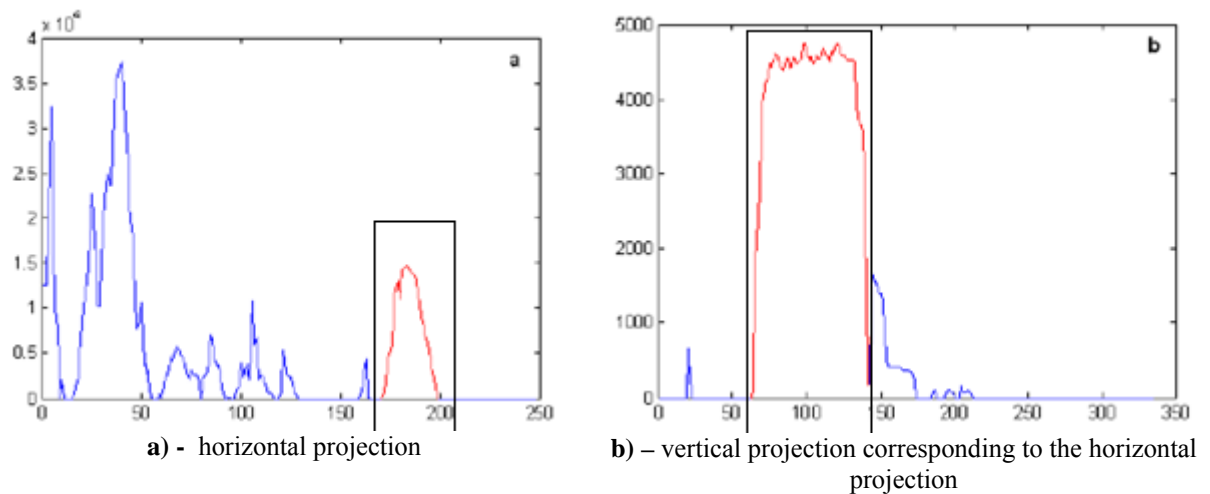 × 10⁴
4
3.5
3
2.5
2
1.5
1
0.5
0
0 50 100 150 200 250
a
a) - horizontal projection
5000
4000
3000
2000
1000
0
0 50 100 150 200 250 300 350
b
b) – vertical projection corresponding to the horizontal
projection